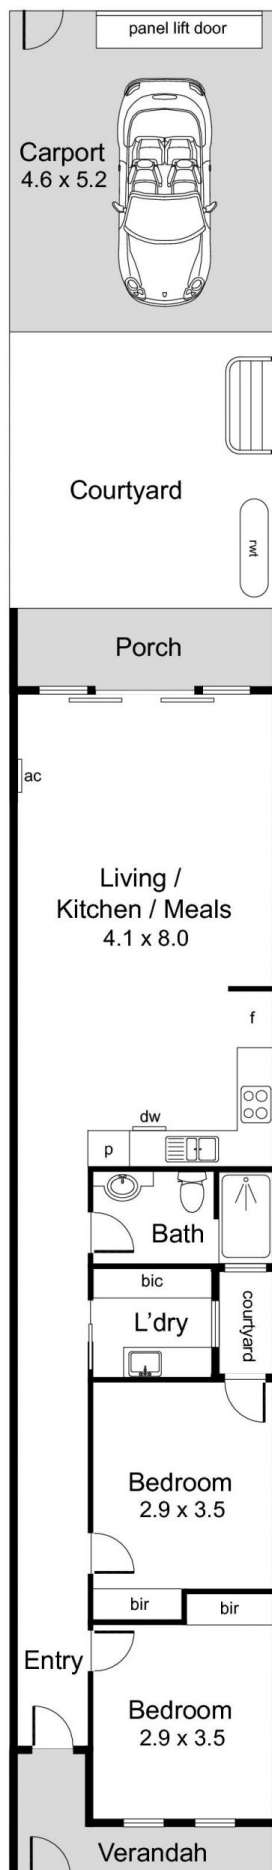 panel lift door
Carport
4.6 x 5.2
Courtyard
rwt
Porch
ac
Living /
Kitchen / Meals
4.1 x 8.0
f
dw
p
Bath
bic
L'dry
courtyard
Bedroom
2.9 x 3.5
bir
bir
Entry
Bedroom
2.9 x 3.5
Verandah